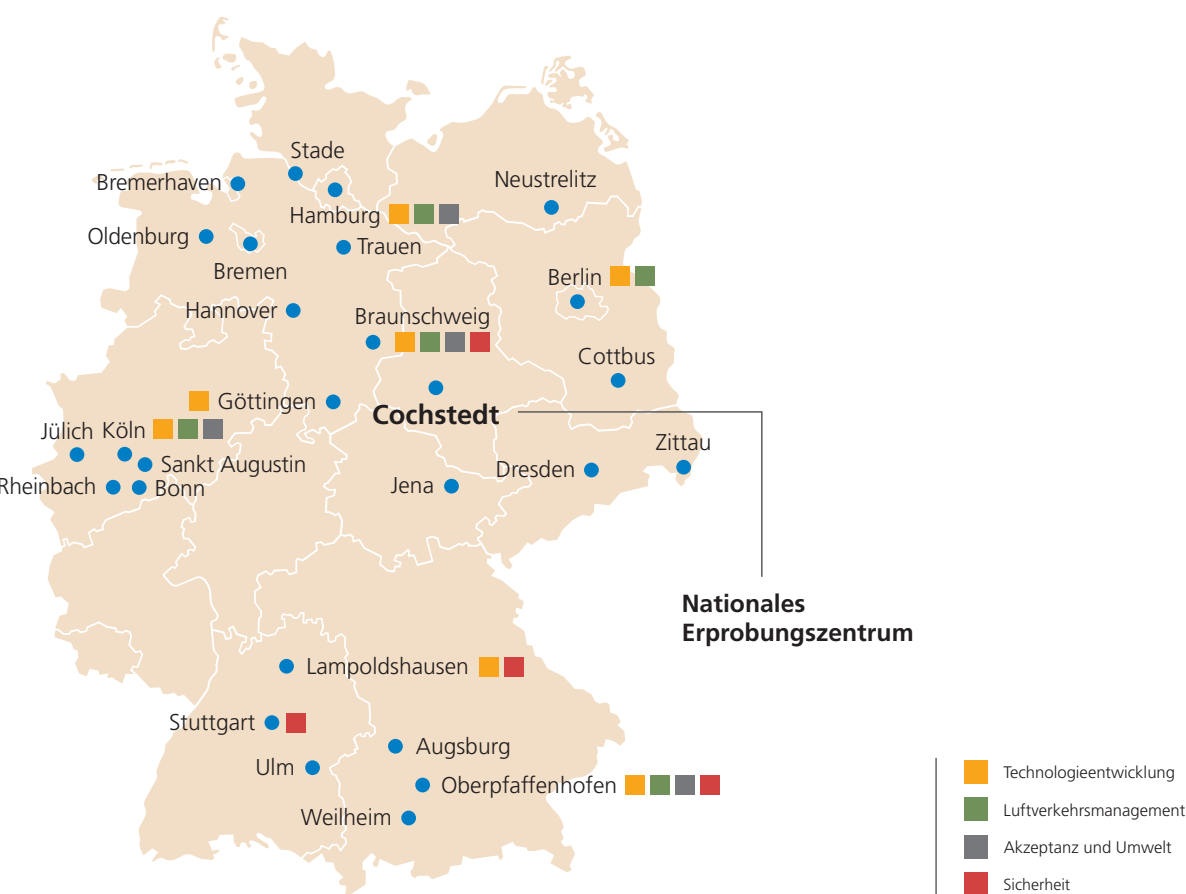 Stade
Bremerhaven
Neustrelitz
Hamburg
Oldenburg
Trauen
Bremen
Berlin
Hannover
Braunschweig
Cottbus
Göttingen
Cochstedt
Jülich
Köln
Zittau
Sankt Augustin
Dresden
Rheinbach
Bonn
Jena
Nationales
Erprobungszentrum
Lampoldshausen
Stuttgart
Augsburg
Ulm
Oberpfaffenhofen
Weilheim
Technologieentwicklung
Luftverkehrsmanagement
Akzeptanz und Umwelt
Sicherheit